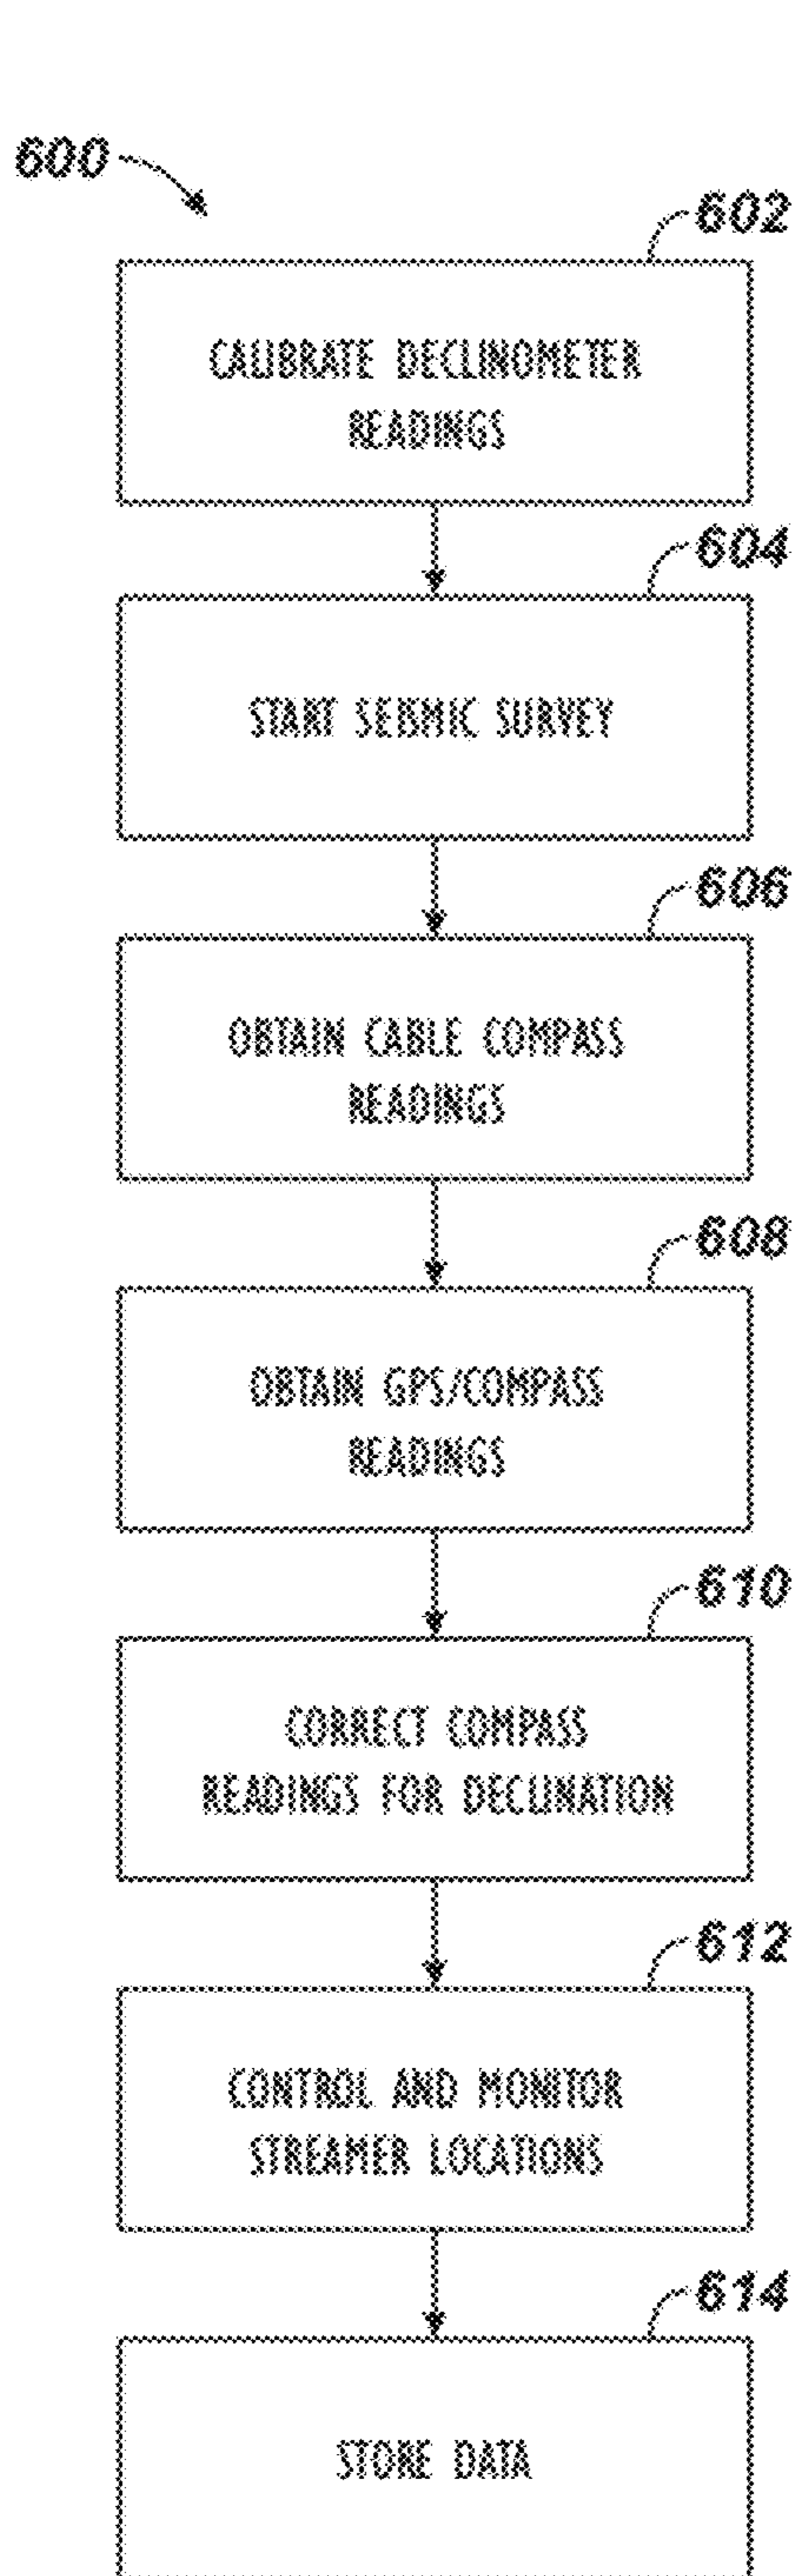 600
602
CALIBRATE DECLINOMETER
READINGS
604
START SEISMIC SURVEY
606
OBTAIN CABLE COMPASS
READINGS
608
OBTAIN GPS/COMPASS
READINGS
610
CORRECT COMPASS
READINGS FOR DECLINATION
612
CONTROL AND MONITOR
STREAMER LOCATIONS
614
STORE DATA